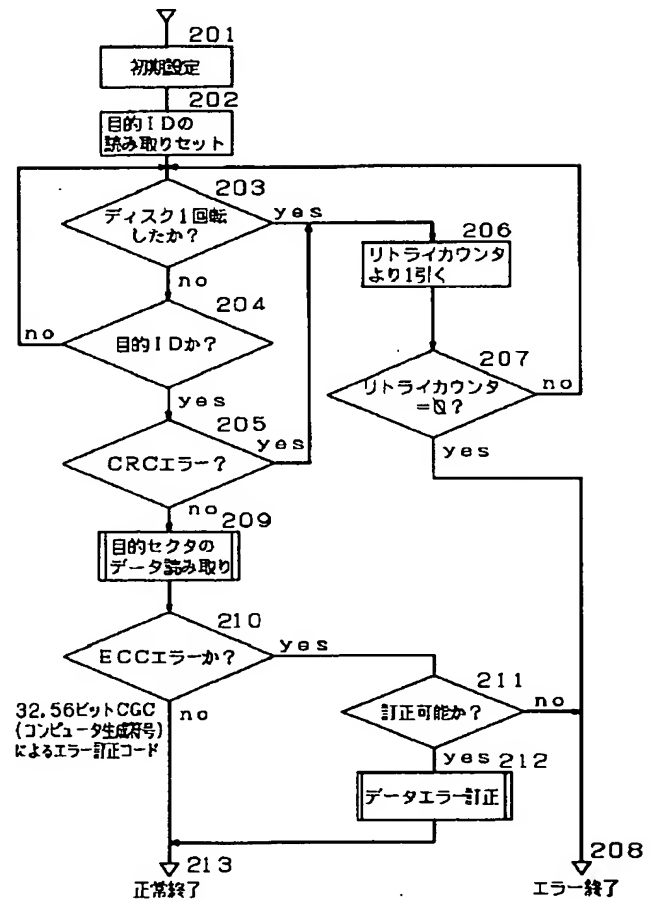 201
初期設定
202
目的IDの
読み取りセット
203
ディスク1回転
したか?
yes
no
204
目的IDか?
no
yes
205
CRCエラー?
yes
no
206
リトライカウンタ
より1引く
207
リトライカウンタ
=0?
no
yes
209
目的セクタの
データ読み取り
210
ECCエラーか?
yes
no
32,56ビットCGC
(コンピュータ生成符号)
によるエラー訂正コード
211
訂正可能か?
no
yes
212
データエラー訂正
213
正常終了
208
エラー終了